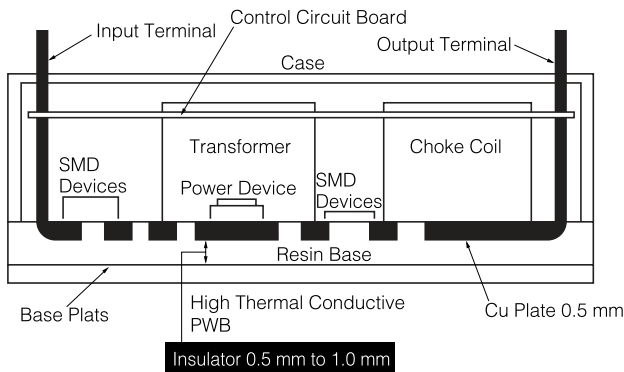 Input Terminal
Control Circuit Board
Output Terminal
Case
Transformer
Choke Coil
SMD
Devices
Power Device
SMD
Devices
Resin Base
Base Plats
High Thermal Conductive
PWB
Cu Plate 0.5 mm
Insulator 0.5 mm to 1.0 mm